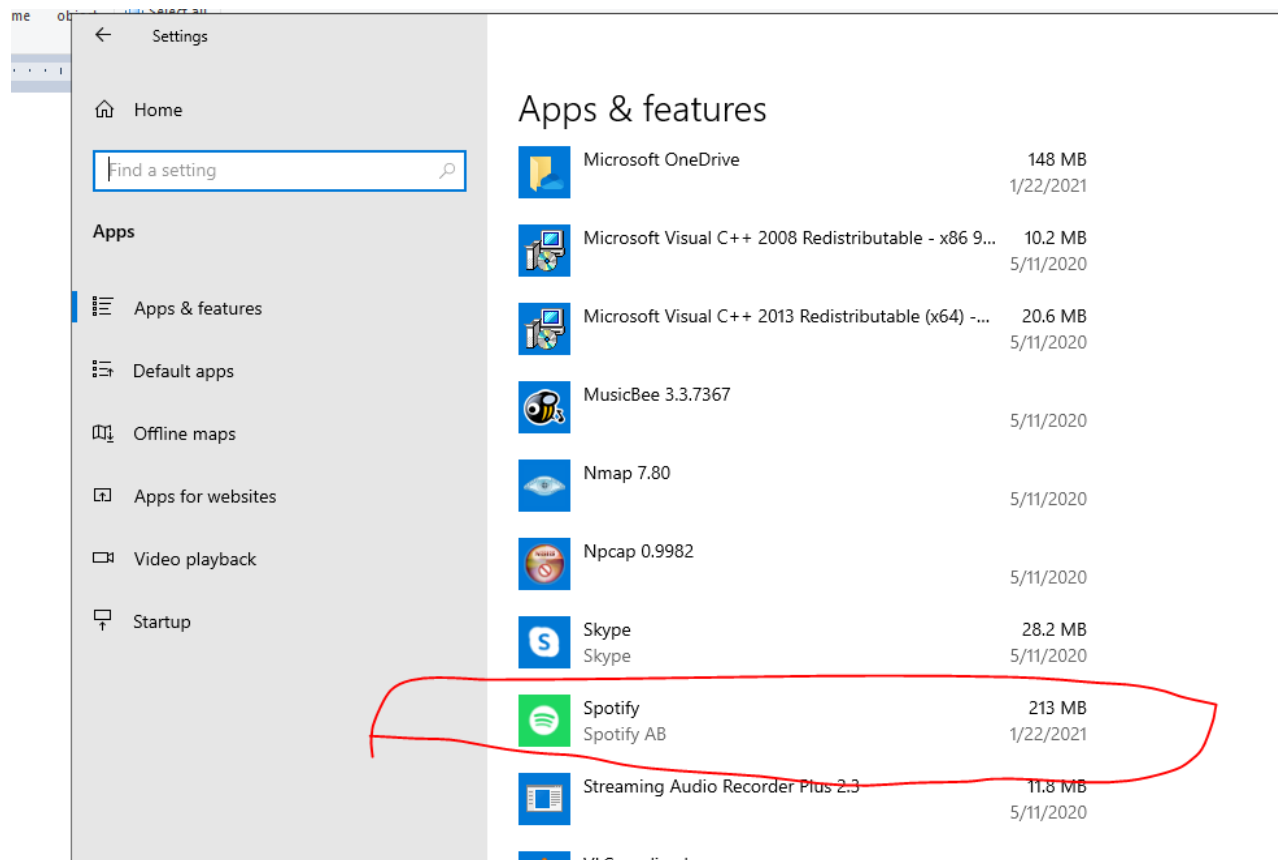 me
Select all
Settings
Home
Find a setting
Apps
Apps & features
Default apps
Offline maps
Apps for websites
Video playback
Startup
Apps & features
Microsoft OneDrive 148 MB
1/22/2021
Microsoft Visual C++ 2008 Redistributable - x86 9... 10.2 MB
5/11/2020
Microsoft Visual C++ 2013 Redistributable (x64) -... 20.6 MB
5/11/2020
MusicBee 3.3.7367
5/11/2020
Nmap 7.80
5/11/2020
Npcap 0.9982
5/11/2020
Skype 28.2 MB
Skype 5/11/2020
Spotify 213 MB
Spotify AB 1/22/2021
Streaming Audio Recorder Plus 2.3 11.8 MB
5/11/2020